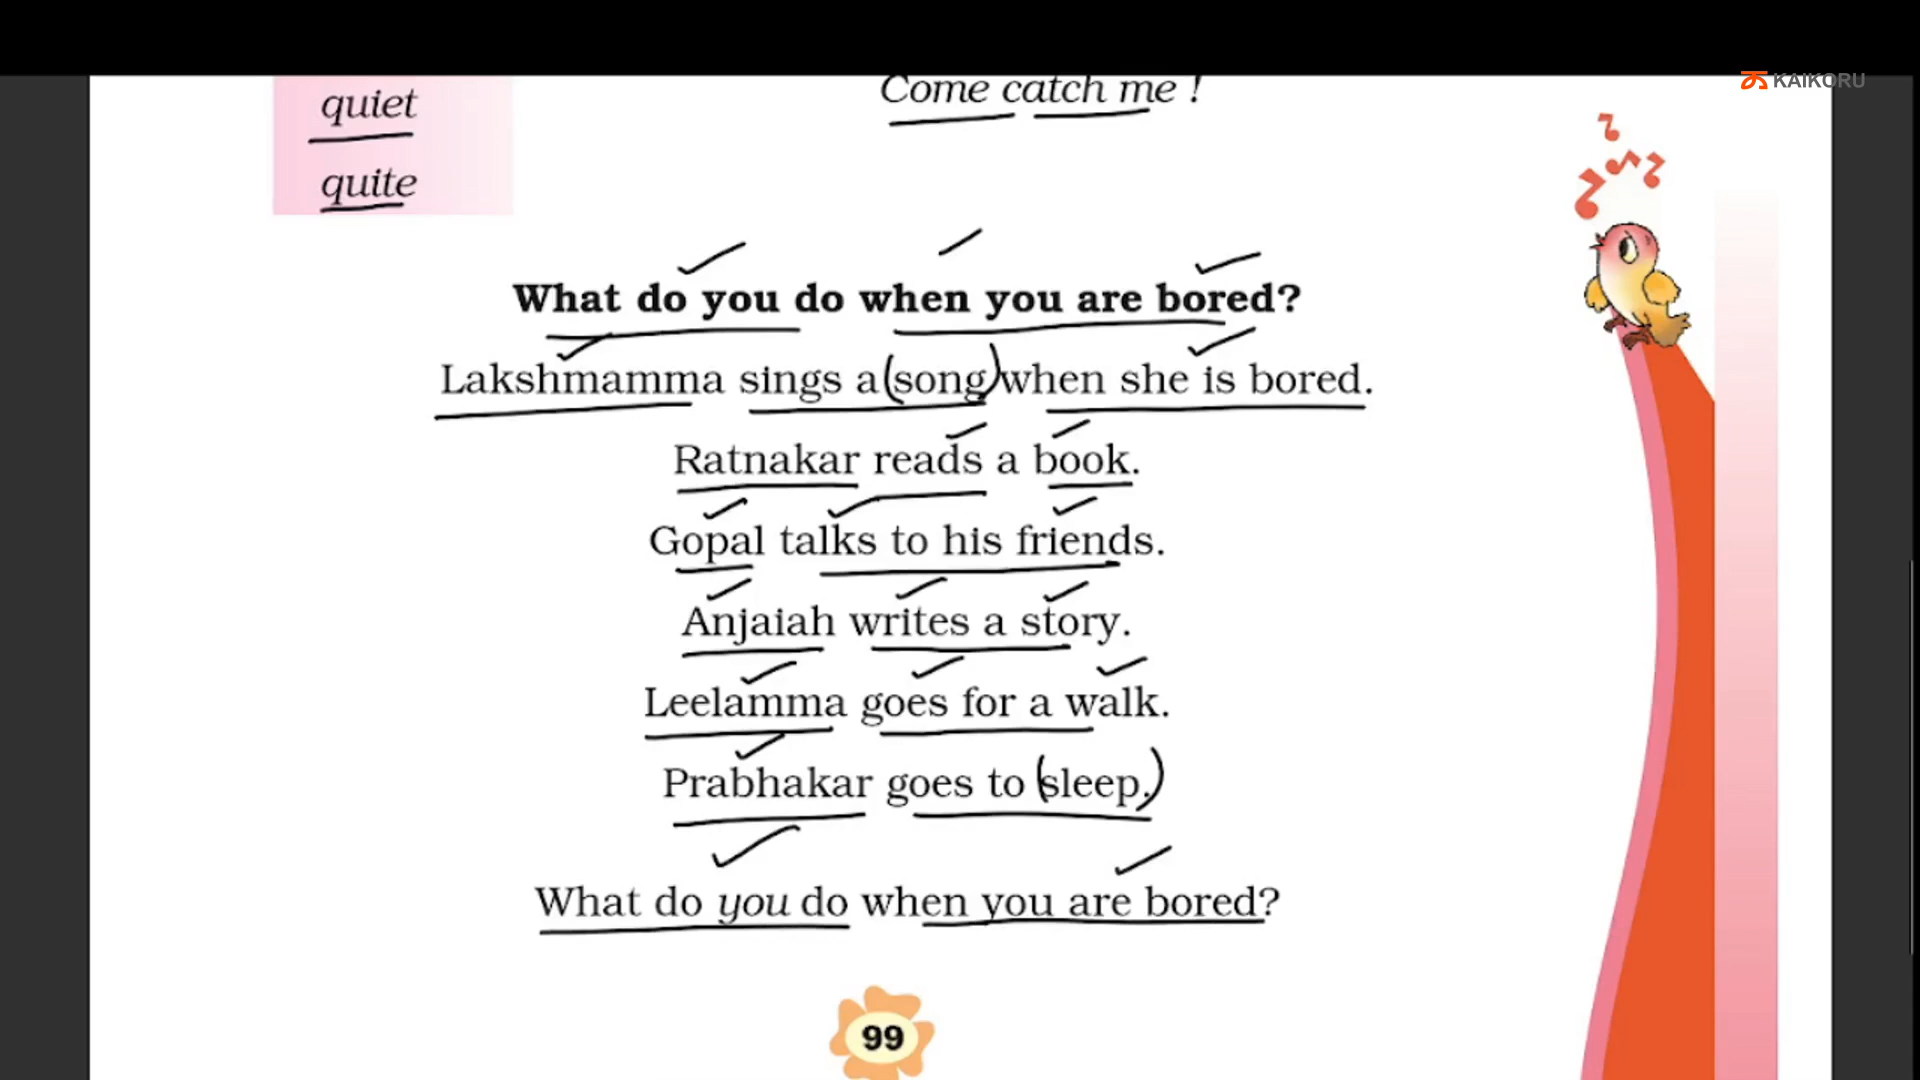 KAIKORU
quiet
quite
Come catch me !
What do you do when you are bored?
Lakshmamma sings a (song) when she is bored.
Ratnakar reads a book.
Gopal talks to his friends.
Anjaiah writes a story.
Leelamma goes for a walk.
Prabhakar goes to (sleep.)
What do you do when you are bored?
99